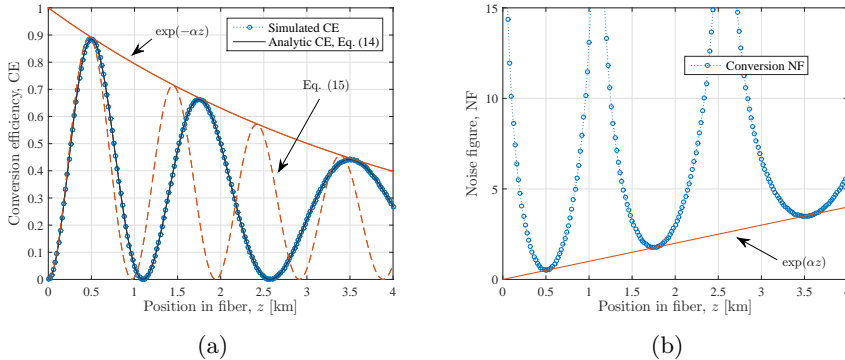 1
0.9
0.8
0.7
0.6
0.5
0.4
0.3
0.2
0.1
0
Conversion efficiency, CE
exp(−αz)
Simulated CE
Analytic CE, Eq. (14)
Eq. (15)
0 0.5 1 1.5 2 2.5 3 3.5 4
Position in fiber, z [km]
(a)
15
10
5
0
Noise figure, NF
Conversion NF
exp(αz)
0 0.5 1 1.5 2 2.5 3 3.5 4
Position in fiber, z [km]
(b)